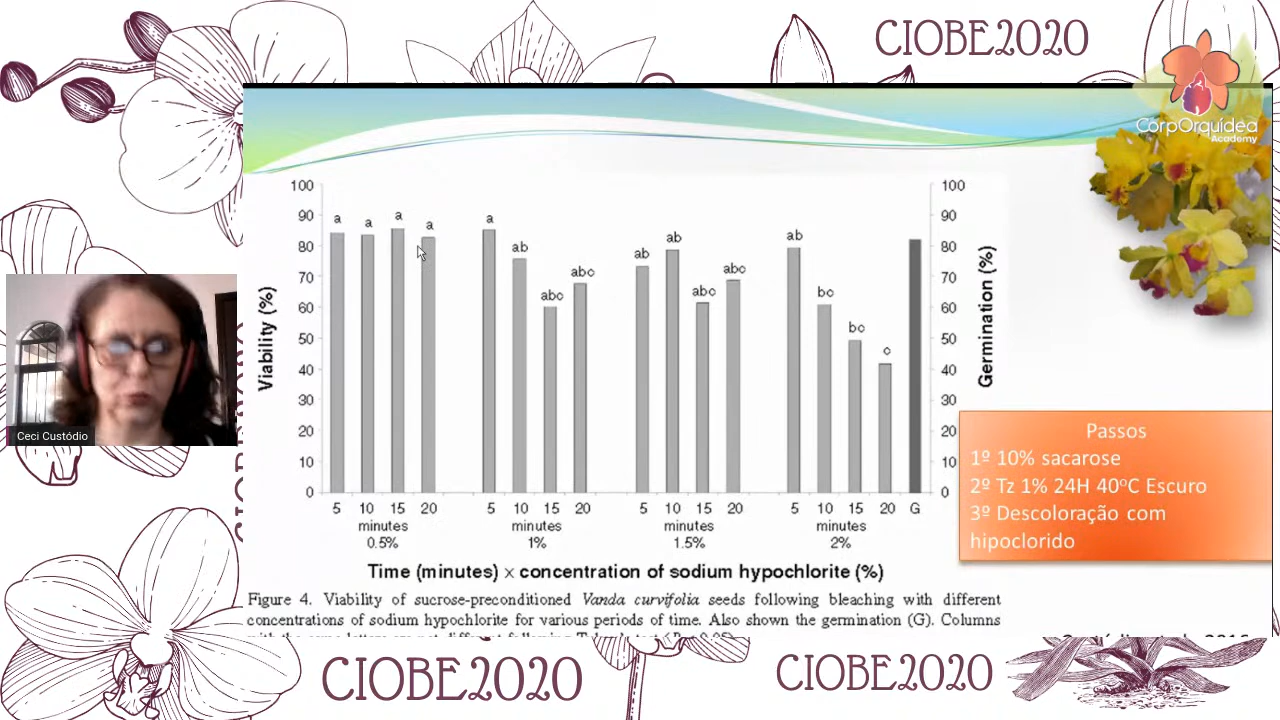 CIOBE2020
CorpOrquídea
Academy
100
90
80
70
60
50
40
30
20
10
0
Viability (%)
a a a a
a ab abc abc
ab ab abc abc
ab bc bc c
100
90
80
70
60
50
40
30
20
10
0
Germination (%)
5 10 15 20 5 10 15 20 5 10 15 20 5 10 15 20 G
minutes minutes minutes minutes
0.5% 1% 1.5% 2%
Time (minutes) × concentration of sodium hypochlorite (%)
Figure 4. Viability of sucrose-preconditioned Vanda curvifolia seeds following bleaching with different
concentrations of sodium hypochlorite for various periods of time. Also shown the germination (G). Columns
Passos
1º 10% sacarose
2º Tz 1% 24H 40ºC Escuro
3º Descoloração com
hipoclorido
Ceci Custódio
CIOBE2020
CIOBE2020